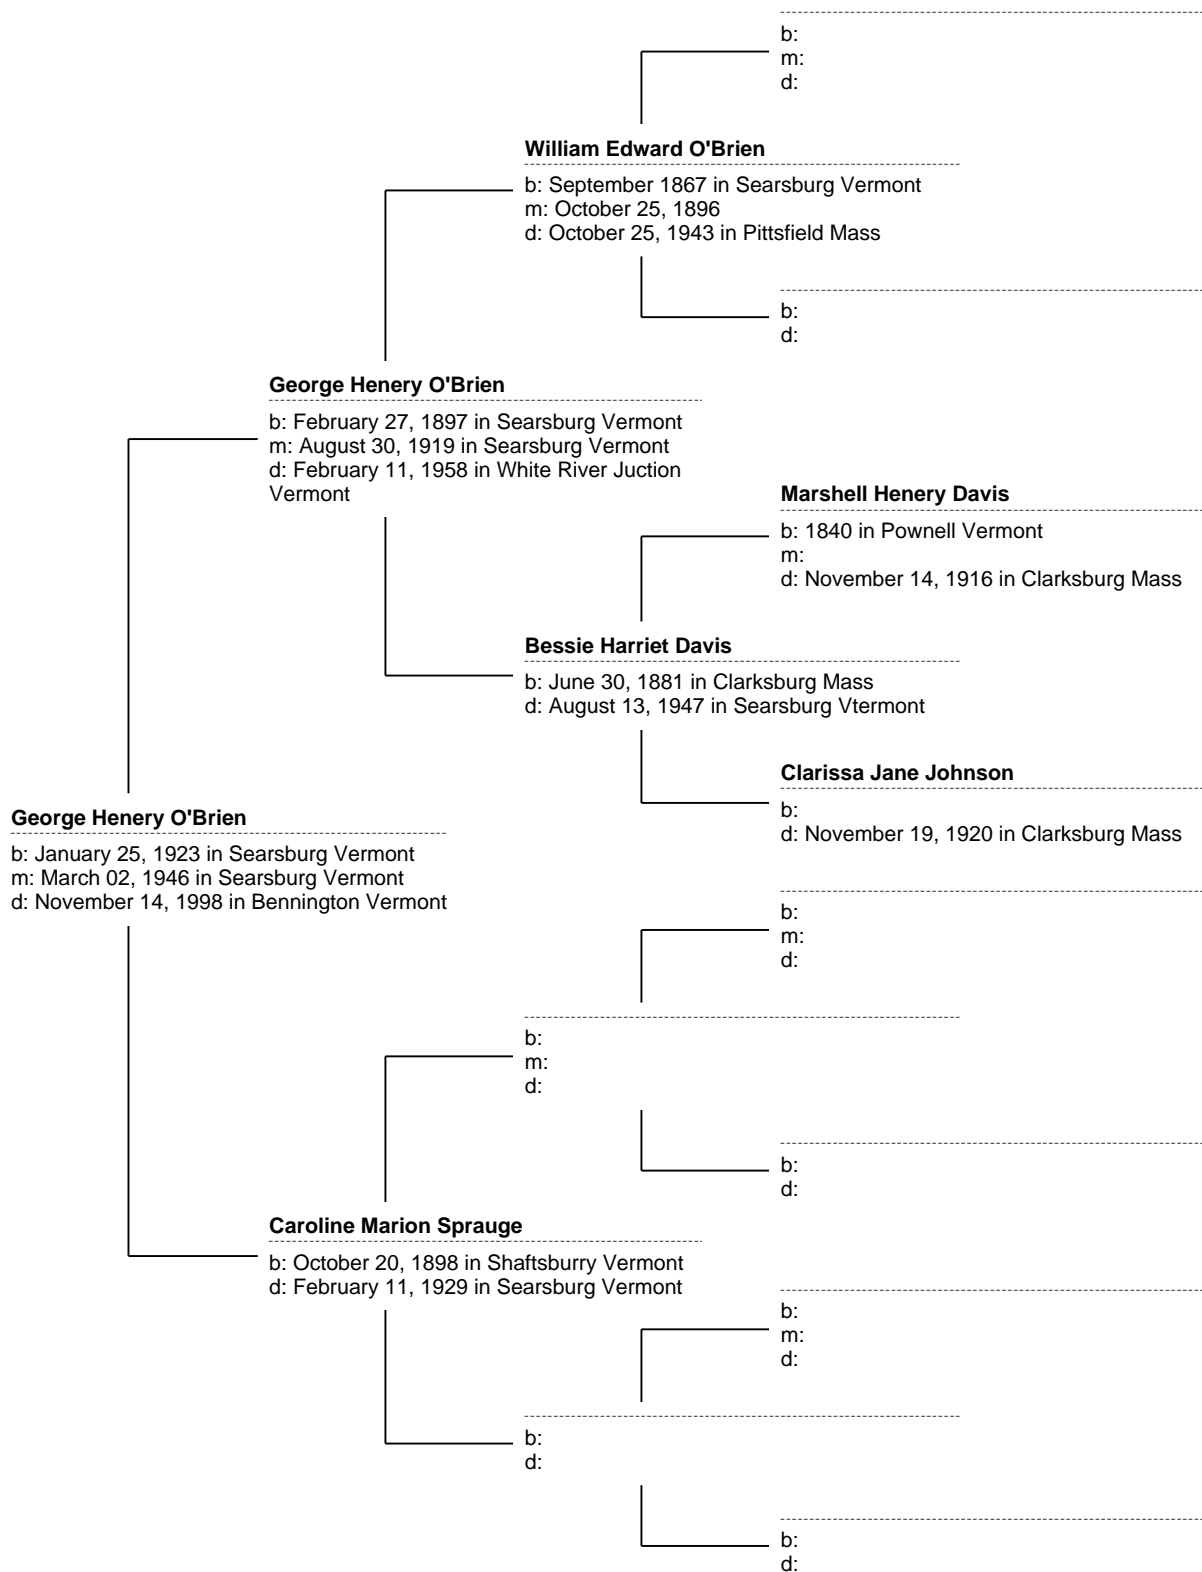 b:
m:
d:
William Edward O'Brien
b: September 1867 in Searsburg Vermont
m: October 25, 1896
d: October 25, 1943 in Pittsfield Mass
b:
d:
George Henery O'Brien
b: February 27, 1897 in Searsburg Vermont
m: August 30, 1919 in Searsburg Vermont
d: February 11, 1958 in White River Juction
Vermont
Marshell Henery Davis
b: 1840 in Pownell Vermont
m:
d: November 14, 1916 in Clarksburg Mass
Bessie Harriet Davis
b: June 30, 1881 in Clarksburg Mass
d: August 13, 1947 in Searsburg Vtermont
Clarissa Jane Johnson
b:
d: November 19, 1920 in Clarksburg Mass
George Henery O'Brien
b: January 25, 1923 in Searsburg Vermont
m: March 02, 1946 in Searsburg Vermont
d: November 14, 1998 in Bennington Vermont
b:
m:
d:
b:
m:
d:
b:
d:
Caroline Marion Sprauge
b: October 20, 1898 in Shaftsburry Vermont
d: February 11, 1929 in Searsburg Vermont
b:
m:
d:
b:
d:
b:
d: